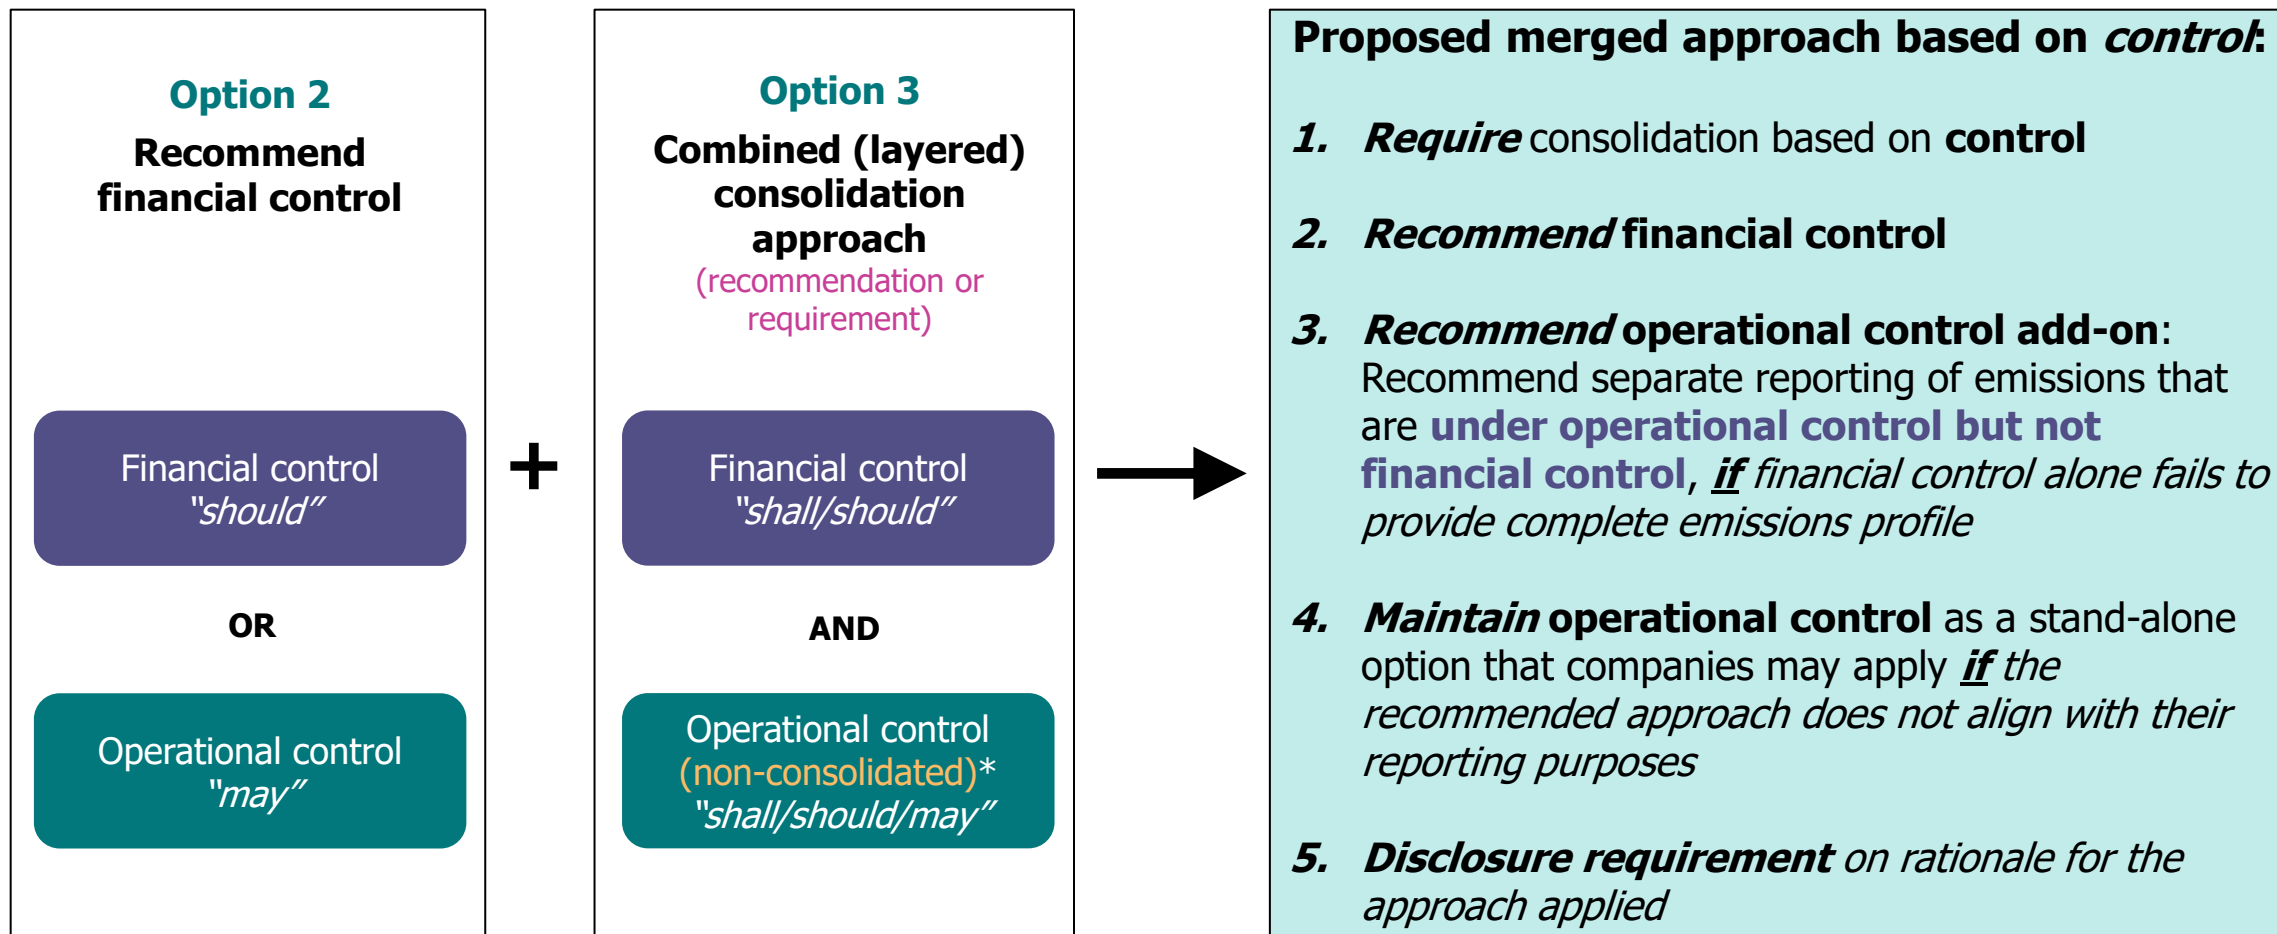 Option 2
Recommend
financial control
Financial control
“should”
OR
Operational control
“may”
+
Option 3
Combined (layered)
consolidation
approach
(recommendation or
requirement)
Financial control
“shall/should”
AND
Operational control
(non-consolidated)*
“shall/should/may”
Proposed merged approach based on control:
1. Require consolidation based on control
2. Recommend financial control
3. Recommend operational control add-on:
Recommend separate reporting of emissions that
are under operational control but not
financial control, if financial control alone fails to
provide complete emissions profile
4. Maintain operational control as a stand-alone
option that companies may apply if the
recommended approach does not align with their
reporting purposes
5. Disclosure requirement on rationale for the
approach applied